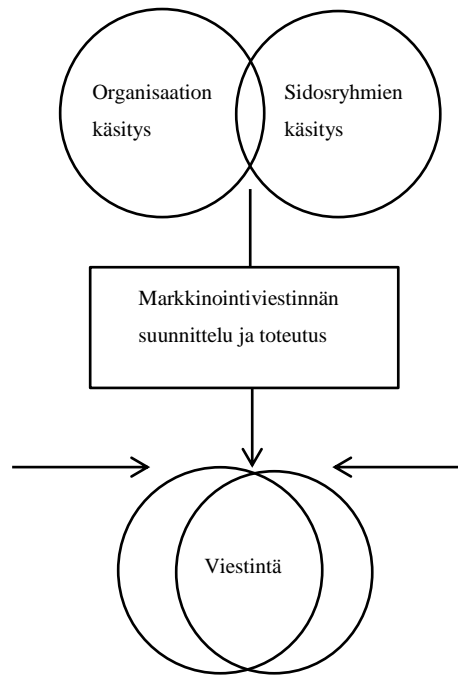 Organisaation
käsitys
Sidosryhmien
käsitys
Markkinointiviestinnän
suunnittelu ja toteutus
Viestintä